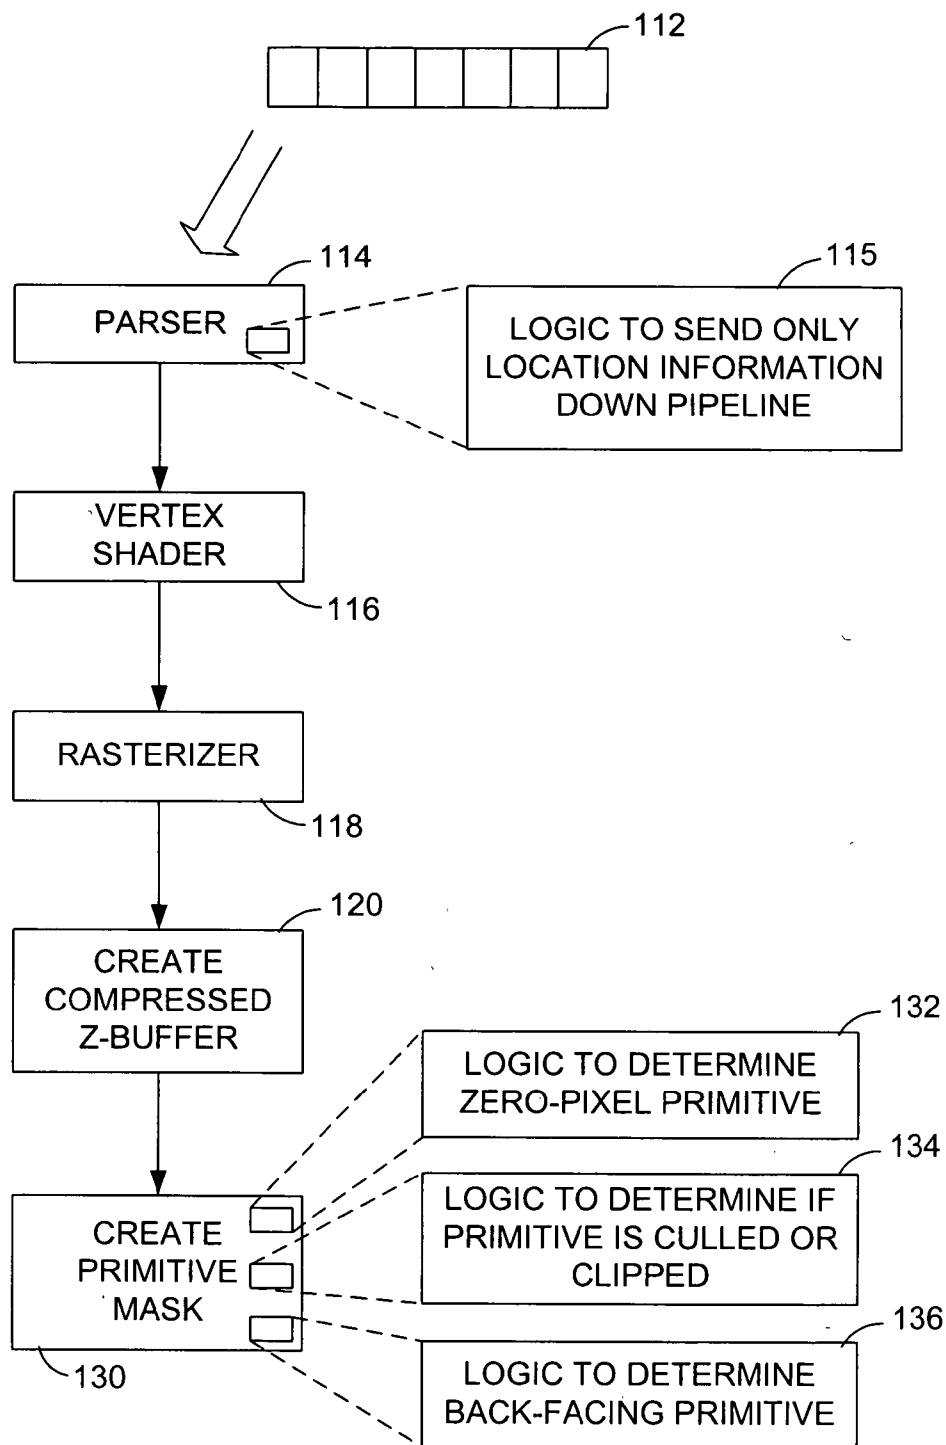 112
114
PARSER
115
LOGIC TO SEND ONLY
LOCATION INFORMATION
DOWN PIPELINE
VERTEX
SHADER
116
RASTERIZER
118
120
CREATE
COMPRESSED
Z-BUFFER
132
LOGIC TO DETERMINE
ZERO-PIXEL PRIMITIVE
134
CREATE
PRIMITIVE
MASK
LOGIC TO DETERMINE IF
PRIMITIVE IS CULLED OR
CLIPPED
136
130
LOGIC TO DETERMINE
BACK-FACING PRIMITIVE